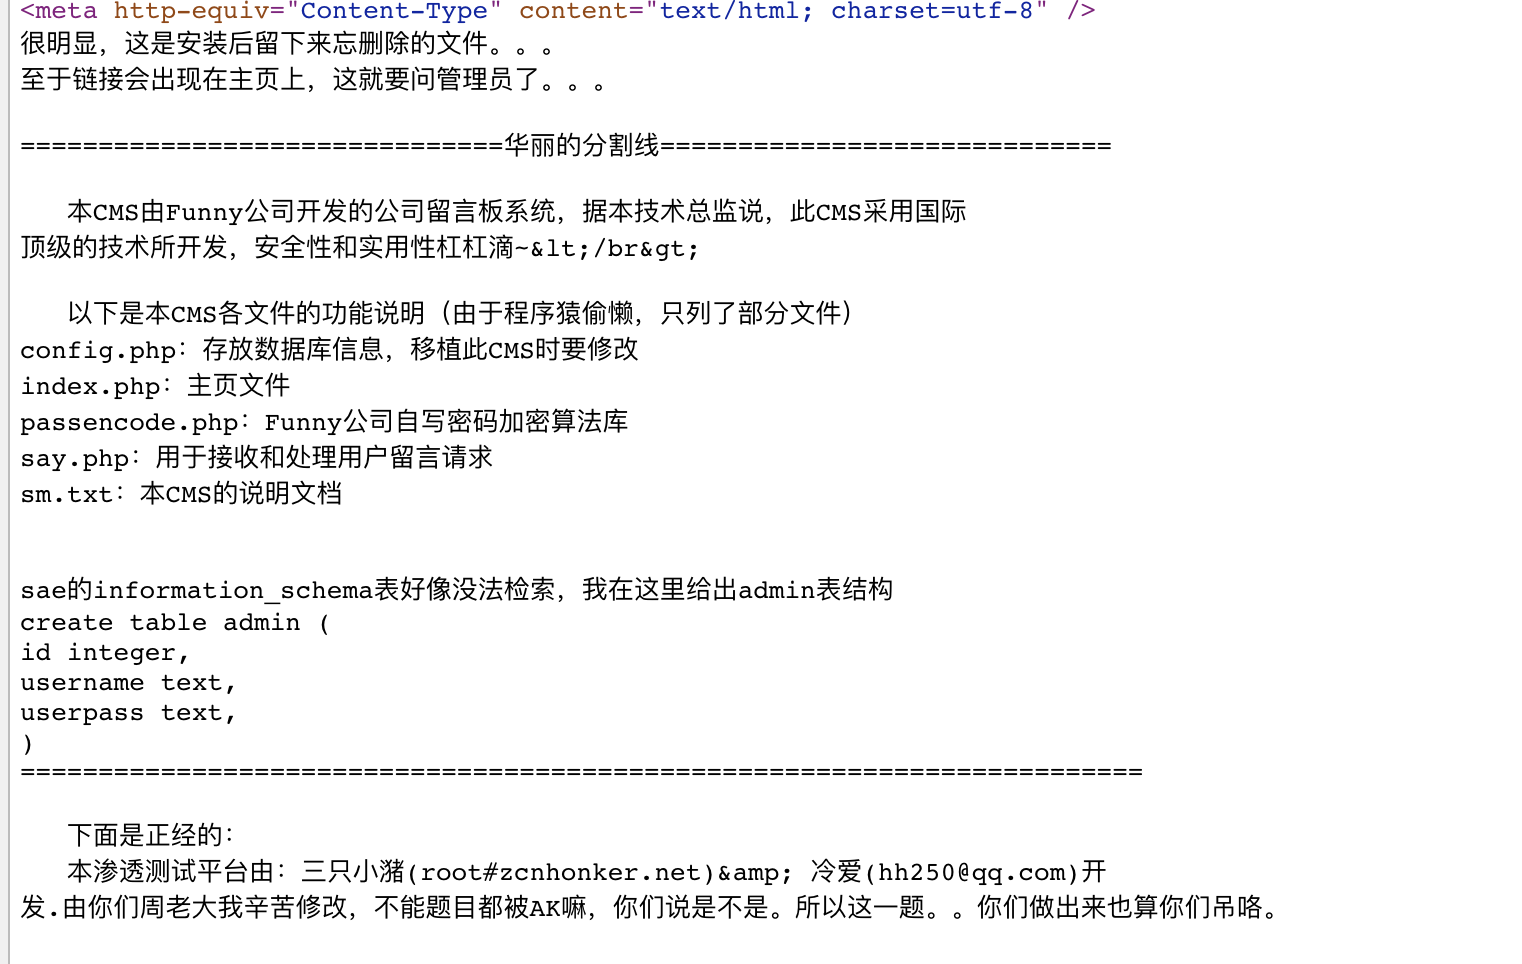 <meta http-equiv="Content-Type" content="text/html; charset=utf-8" />
很明显，这是安装后留下来忘删除的文件。。。
至于链接会出现在主页上，这就要问管理员了。。。
===============================华丽的分割线=============================
本CMS由Funny公司开发的公司留言板系统，据本技术总监说，此CMS采用国际
顶级的技术所开发，安全性和实用性杠杠滴~&lt;/br&gt;
以下是本CMS各文件的功能说明（由于程序猿偷懒，只列了部分文件）
config.php：存放数据库信息，移植此CMS时要修改
index.php：主页文件
passencode.php：Funny公司自写密码加密算法库
say.php：用于接收和处理用户留言请求
sm.txt：本CMS的说明文档
sae的information_schema表好像没法检索，我在这里给出admin表结构
create table admin (
id integer,
username text,
userpass text,
)
========================================================================
下面是正经的：
本渗透测试平台由：三只小潴(root#zcnhonker.net)&amp; 冷爱(hh250@qq.com)开
发.由你们周老大我辛苦修改，不能题目都被AK嘛，你们说是不是。所以这一题。。你们做出来也算你们吊咯。